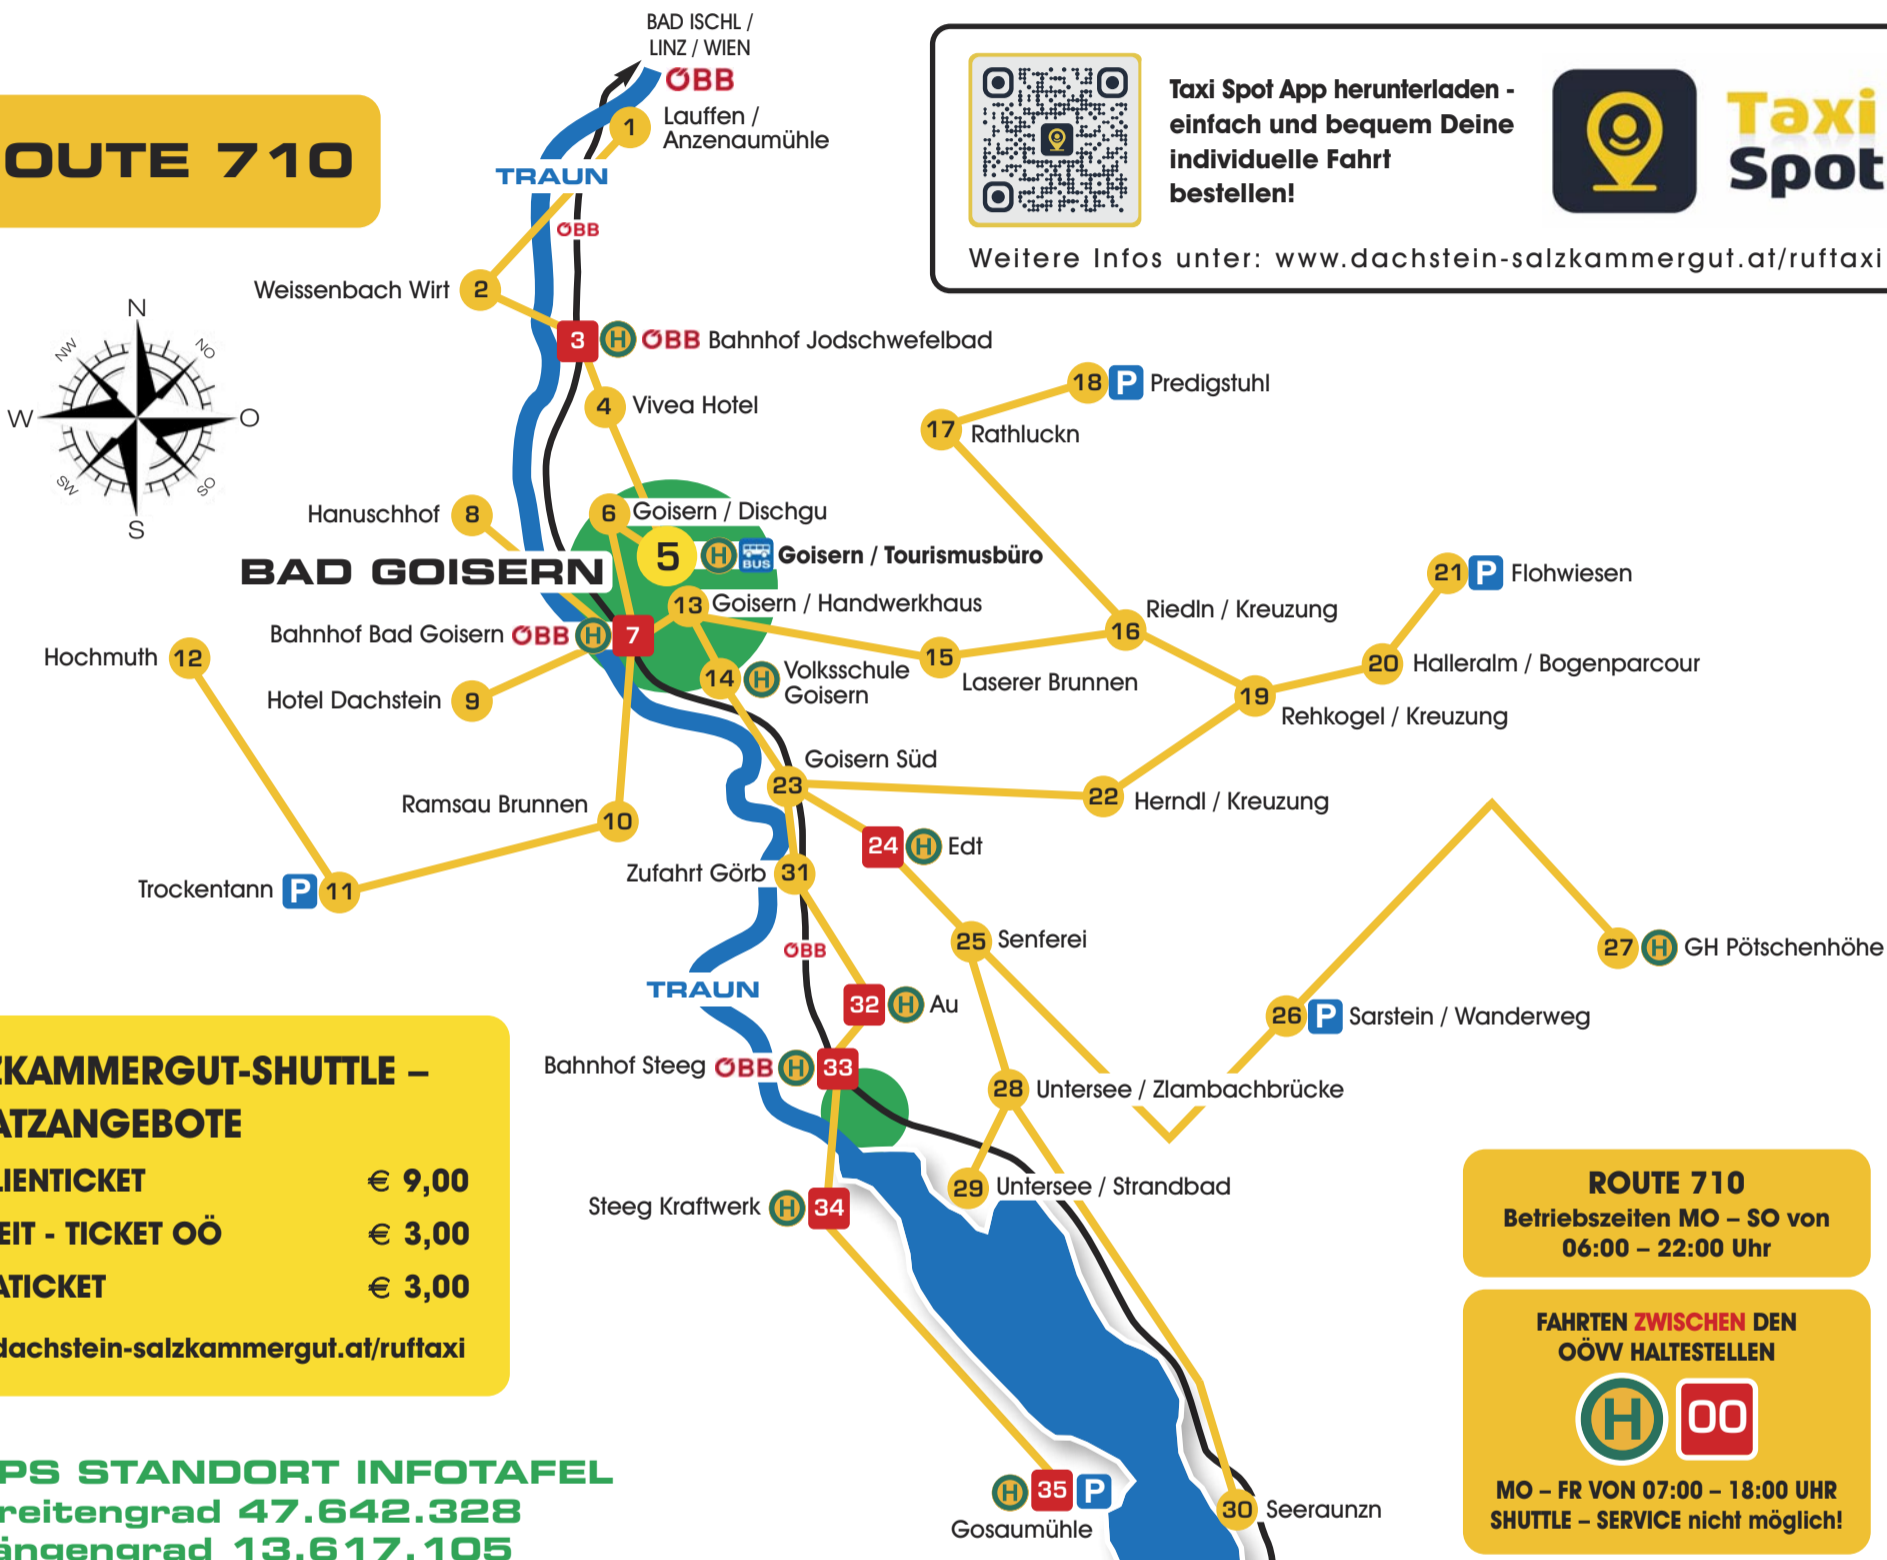 BAD ISCHL /
LINZ / WIEN
ÖBB
1
Lauffen /
Anzenaumühle
OUTE 710
TRAUN
ÖBB
Taxi Spot App herunterladen -
einfach und bequem Deine
individuelle Fahrt
bestellen!
Taxi
Spot
Weitere Infos unter: www.dachstein-salzkammergut.at/ruftaxi
N
NO
O
SO
S
SW
W
NW
Weissenbach Wirt 2
3 H ÖBB Bahnhof Jodschwefelbad
4 Vivea Hotel
18 P Predigstuhl
17 Rathluckn
Hanuschhof 8
6 Goisern / Dischgu
5 H BUS Goisern / Tourismusbüro
BAD GOISERN
13 Goisern / Handwerkhaus
Bahnhof Bad Goisern ÖBB H 7
Hochmuth 12
Hotel Dachstein 9
14 H Volksschule
Goisern
15
Laserer Brunnen
Riedln / Kreuzung
16
21 P Flohwiesen
20 Halleralm / Bogenparcour
19
Rehkogel / Kreuzung
Goisern Süd
23
22 Herndl / Kreuzung
Ramsau Brunnen
10
Trockentann P 11
24 H Edt
Zufahrt Görb 31
25 Senferei
27 H GH Pötschenhöhe
ÖBB
TRAUN
32 H Au
26 P Sarstein / Wanderweg
Bahnhof Steeg ÖBB H 33
28 Untersee / Zlambachbrücke
29 Untersee / Strandbad
Steeg Kraftwerk H 34
H 35 P
Gosaumühle
30 Seeraunzn
ZKAMMERGUT-SHUTTLE –
ATZANGEBOTE
LIENTICKET € 9,00
EIT - TICKET OÖ € 3,00
ATICKET € 3,00
dachstein-salzkammergut.at/ruftaxi
PS STANDORT INFOTAFEL
reitengrad 47.642.328
ängengrad 13.617.105
ROUTE 710
Betriebszeiten MO – SO von
06:00 – 22:00 Uhr
FAHRTEN ZWISCHEN DEN
OÖVV HALTESTELLEN
H 00
MO – FR VON 07:00 – 18:00 UHR
SHUTTLE – SERVICE nicht möglich!